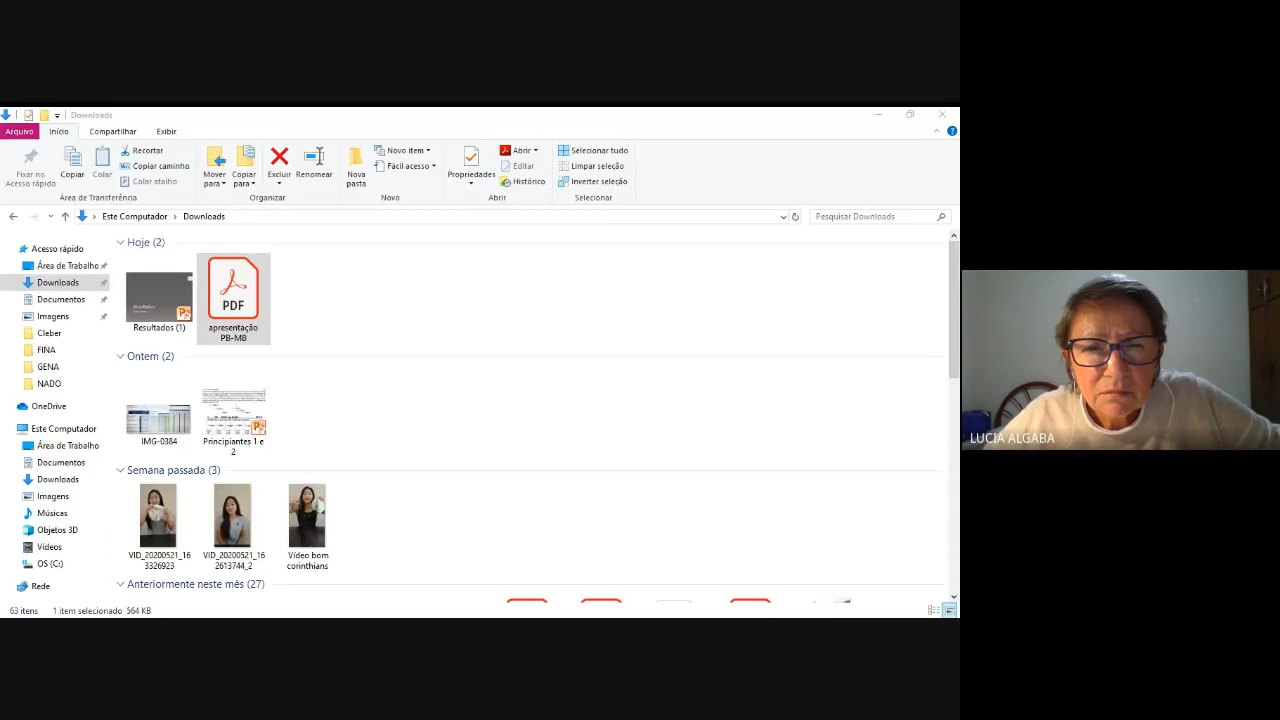 Downloads
Arquivo Início Compartilhar Exibir
Fixar no Acesso rápido
Copiar
Colar
Recortar
Copiar caminho
Colar atalho
Área de Transferência
Mover para
Copiar para
Excluir
Renomear
Organizar
Nova pasta
Novo item
Fácil acesso
Novo
Propriedades
Abrir
Editar
Histórico
Abrir
Selecionar tudo
Limpar seleção
Inverter seleção
Selecionar
Este Computador > Downloads
Pesquisar Downloads
Acesso rápido
Área de Trabalho
Downloads
Documentos
Imagens
Cleber
FINA
GENA
NADO
OneDrive
Este Computador
Área de Trabalho
Documentos
Downloads
Imagens
Músicas
Objetos 3D
Vídeos
OS (C:)
Rede
Hoje (2)
Resultados (1)
PDF
apresentação
PB-MB
Ontem (2)
IMG-0384
Principiantes 1 e
2
Semana passada (3)
VID_20200521_16
3326923
VID_20200521_16
2613744_2
Vídeo bom
corinthians
Anteriormente neste mês (27)
63 itens 1 item selecionado 564 KB
LUCIA ALGABA